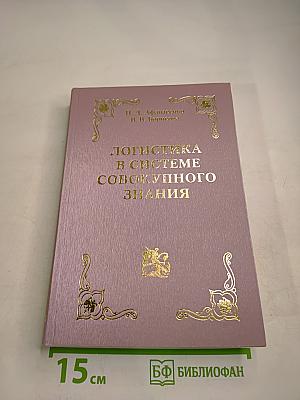 ЛОГИСТИКА
В СИСТЕМЕ
СОВОКУПНОГО
ЗНАНИЯ
15 см
БФ БИБЛИОФАН